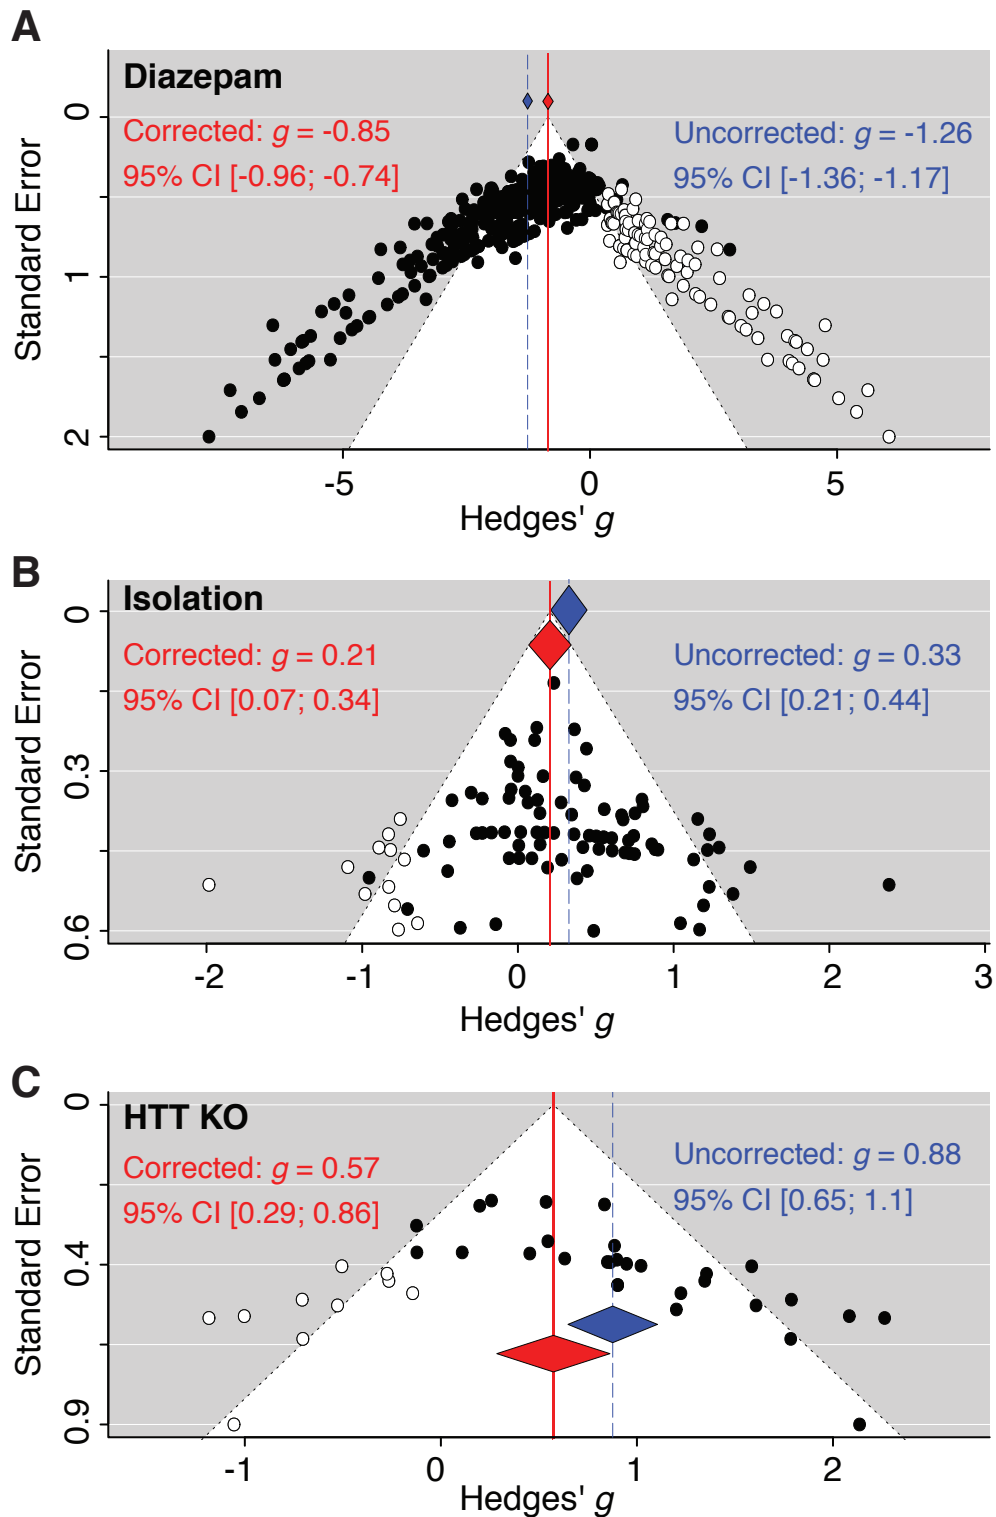 A
Diazepam
Corrected: g = -0.85
95% CI [-0.96; -0.74]
Uncorrected: g = -1.26
95% CI [-1.36; -1.17]
Standard Error
0
1
2
-5
0
5
Hedges' g
B
Isolation
Corrected: g = 0.21
95% CI [0.07; 0.34]
Uncorrected: g = 0.33
95% CI [0.21; 0.44]
Standard Error
0
0.3
0.6
-2
-1
0
1
2
3
Hedges' g
C
HTT KO
Corrected: g = 0.57
95% CI [0.29; 0.86]
Uncorrected: g = 0.88
95% CI [0.65; 1.1]
Standard Error
0
0.4
0.9
-1
0
1
2
Hedges' g